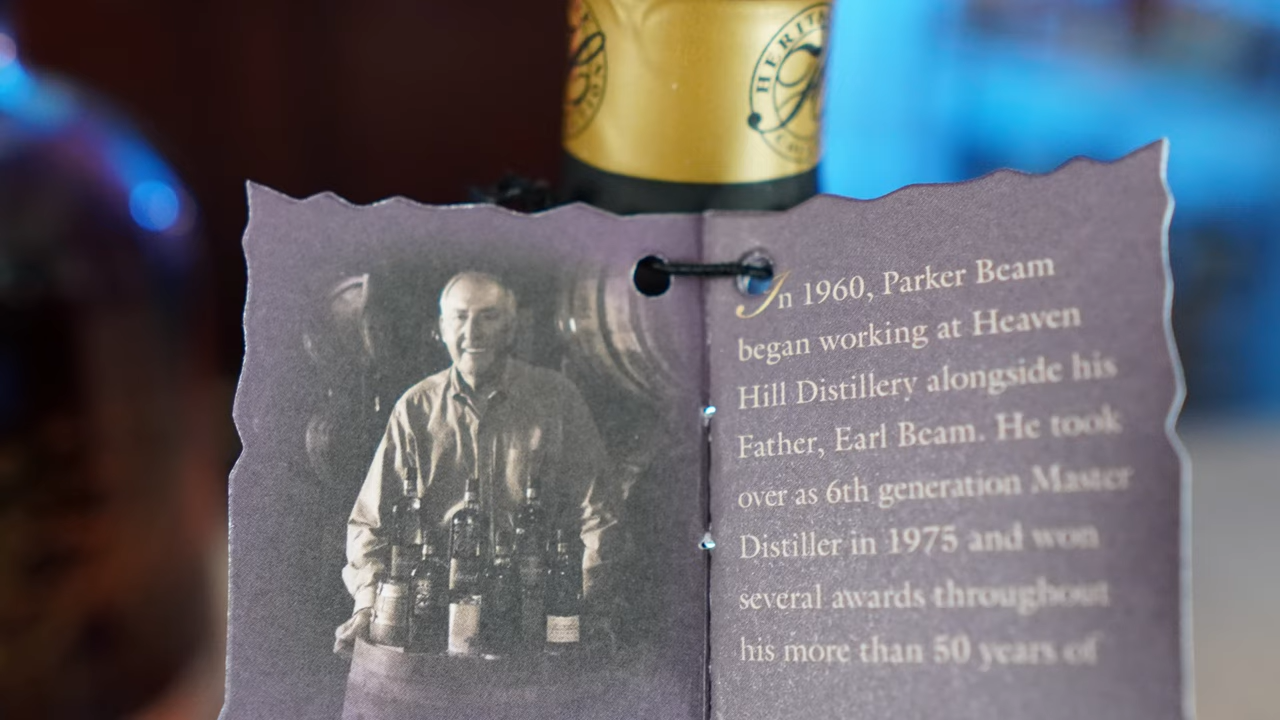 HERITA
In 1960, Parker Beam
began working at Heaven
Hill Distillery alongside his
Father, Earl Beam. He took
over as 6th generation Master
Distiller in 1975 and won
several awards throughout
his more than 50 years of